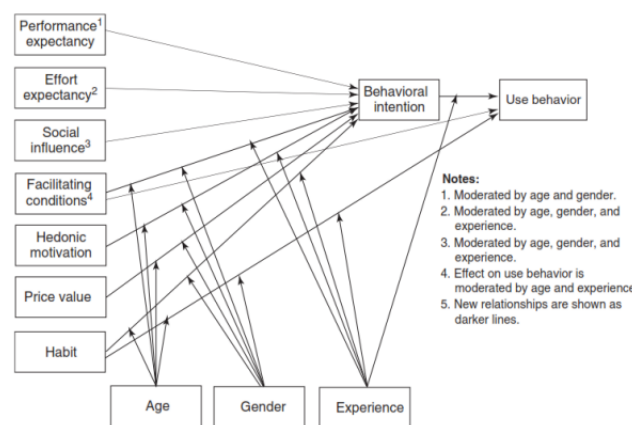 Performance¹
expectancy
Effort
expectancy²
Social
influence³
Facilitating
conditions⁴
Hedonic
motivation
Price value
Habit
Behavioral
intention
Use behavior
Notes:
1. Moderated by age and gender.
2. Moderated by age, gender, and
experience.
3. Moderated by age, gender, and
experience.
4. Effect on use behavior is
moderated by age and experience
5. New relationships are shown as
darker lines.
Age
Gender
Experience